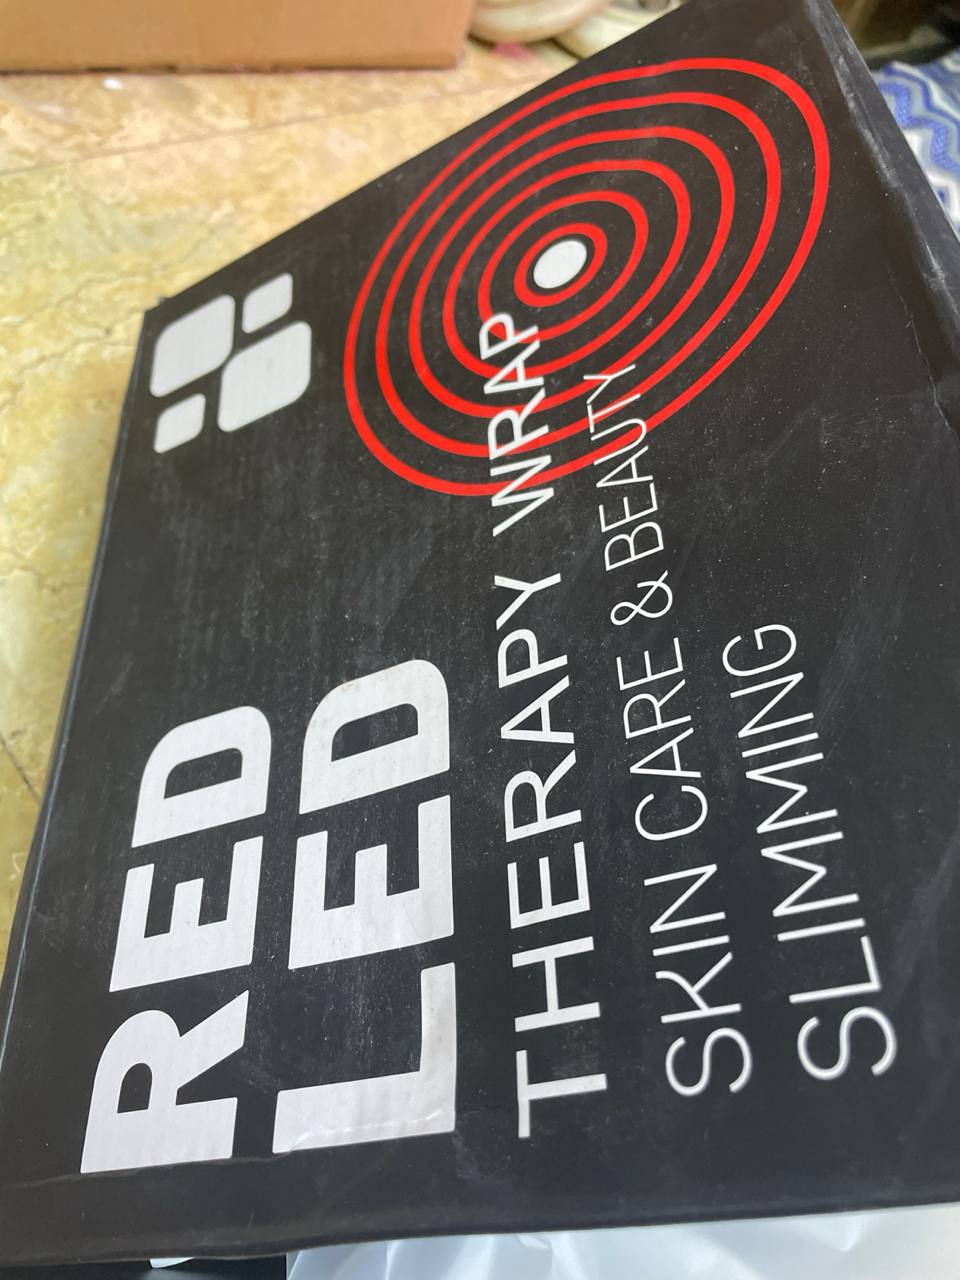 RED
LED
THERAPY WRAP
SKIN CARE & BEAUTY
SLIMMING